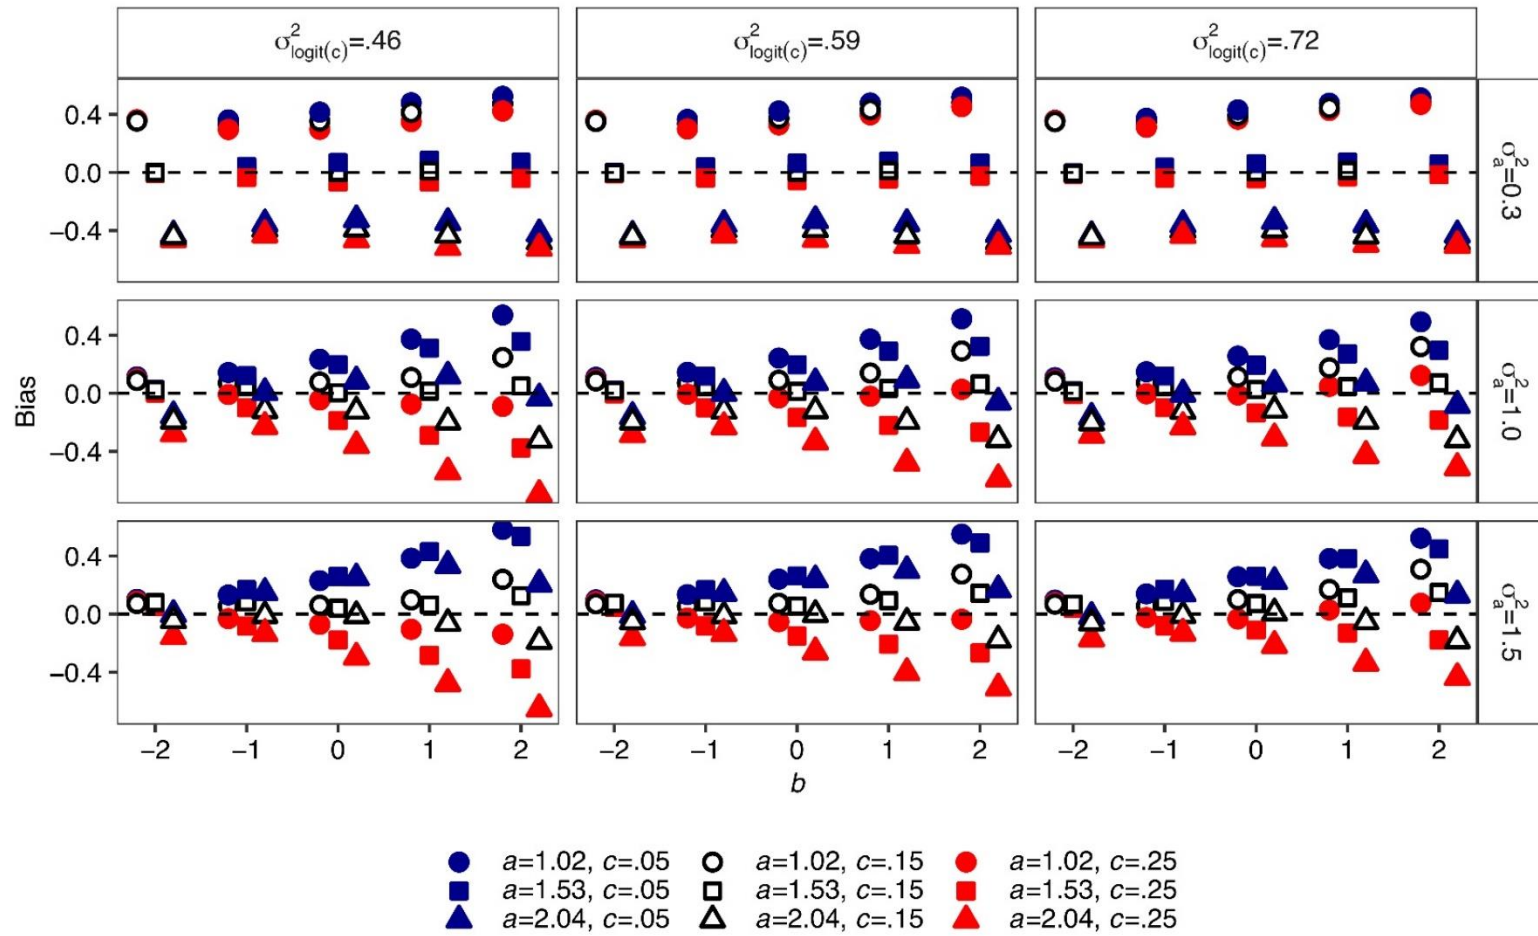 σ²logit(c)=.46 σ²logit(c)=.59 σ²logit(c)=.72
0.4
0.0
−0.4
σ²a=0.3
0.4
0.0
−0.4
σ²a=1.0
Bias
0.4
0.0
−0.4
σ²a=1.5
−2 −1 0 1 2 −2 −1 0 1 2 −2 −1 0 1 2
b
a=1.02, c=.05 a=1.02, c=.15 a=1.02, c=.25
a=1.53, c=.05 a=1.53, c=.15 a=1.53, c=.25
a=2.04, c=.05 a=2.04, c=.15 a=2.04, c=.25